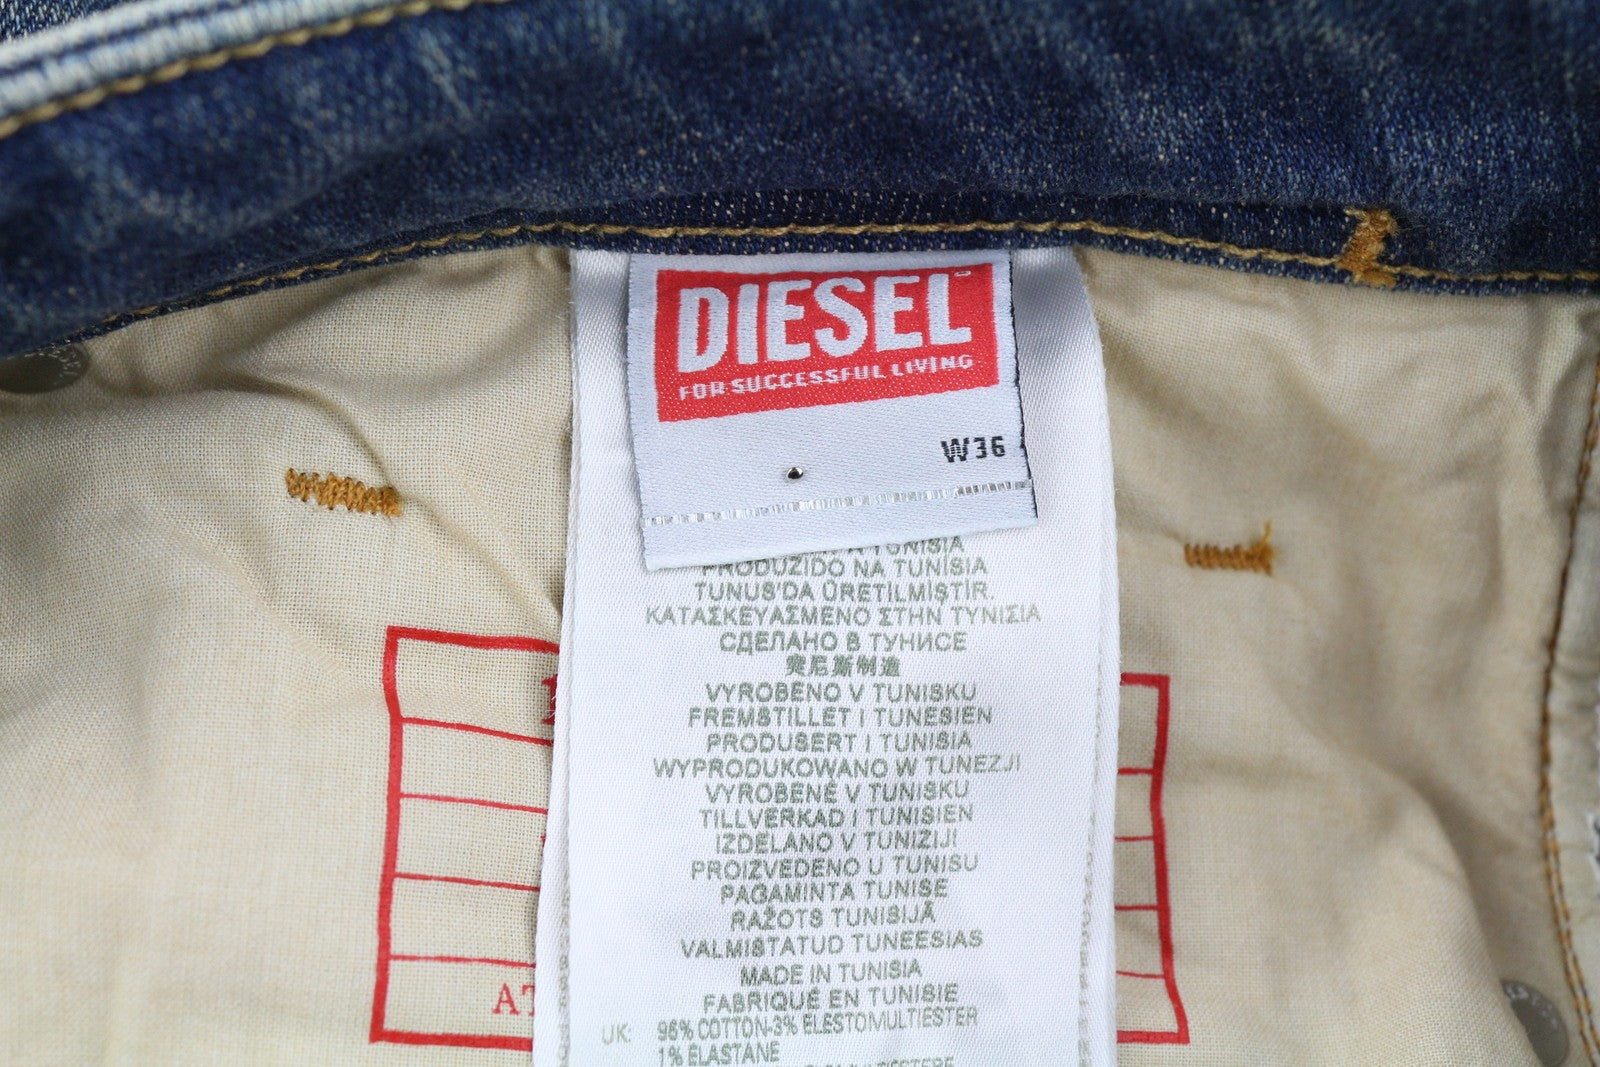 DIESEL
FOR SUCCESSFUL LIVING
W36
TUNISIA
PRODUZIDO NA TUNÍSIA
TUNUS'DA ÜRETILMIŞTIR.
ΚΑΤΑΣΚΕΥΑΣΜΕΝΟ ΣΤΗΝ ΤΥΝΙΣΙΑ
СДЕЛАНО В ТУНИСЕ
突尼斯制造
VYROBENO V TUNISKU
FREMSTILLET I TUNESIEN
PRODUSERT I TUNISIA
WYPRODUKOWANO W TUNEZJI
VYROBENÉ V TUNISKU
TILLVERKAD I TUNISIEN
IZDELANO V TUNIZIJI
PROIZVEDENO U TUNISU
PAGAMINTA TUNISE
RAŽOTS TUNISIJĀ
VALMISTATUD TUNEESIAS
MADE IN TUNISIA
FABRIQUÉ EN TUNISIE
UK: 96% COTTON-3% ELESTOMULTIESTER
1% ELASTANE
AT